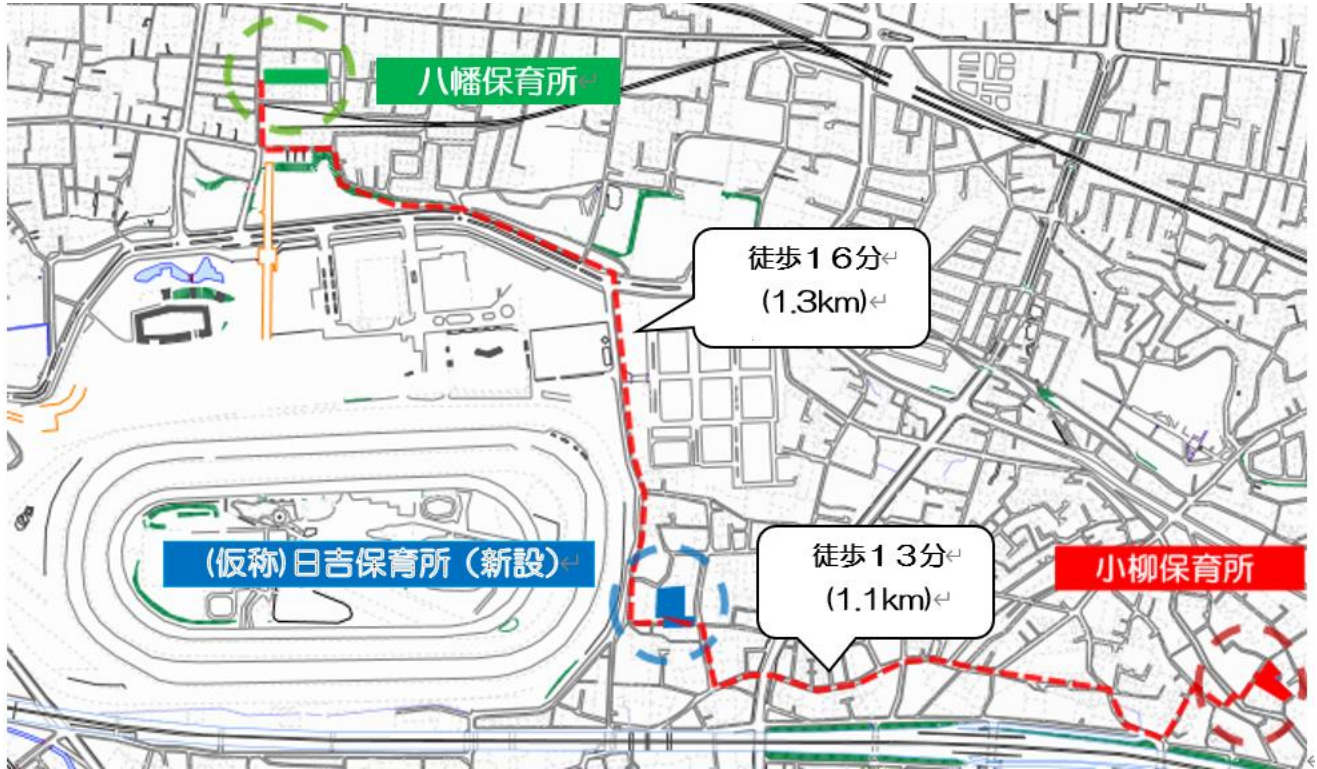 八幡保育所
徒歩16分
(1.3km)
(仮称)日吉保育所（新設）
徒歩13分
(1.1km)
小柳保育所